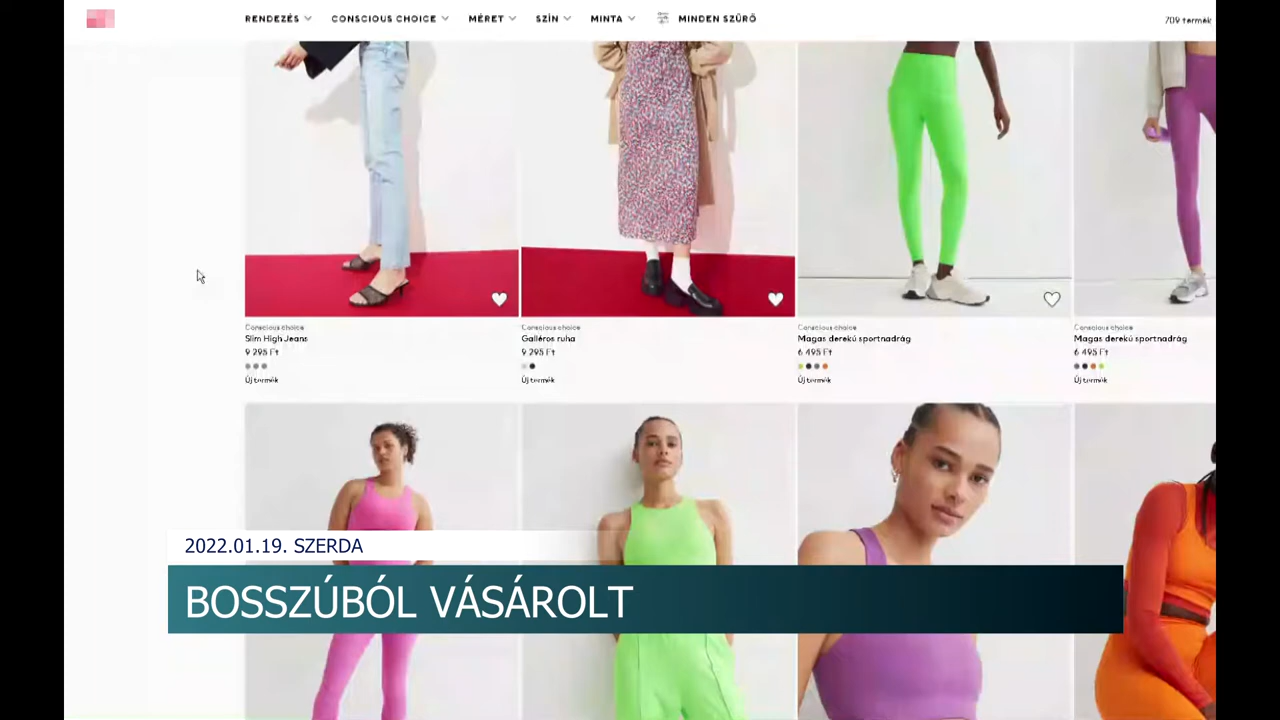 RENDEZÉS CONSCIOUS CHOICE MÉRET SZÍN MINTA MINDEN SZŰRŐ 709 termék
Conscious choice Conscious choice Conscious choice Conscious choice
Slim High Jeans Galléros ruha Magas derekú sportnadrág Magas derekú sportnadrág
9 295 Ft 9 295 Ft 6 495 Ft 6 495 Ft
Új termék Új termék Új termék Új termék
2022.01.19. SZERDA
BOSSZÚBÓL VÁSÁROLT